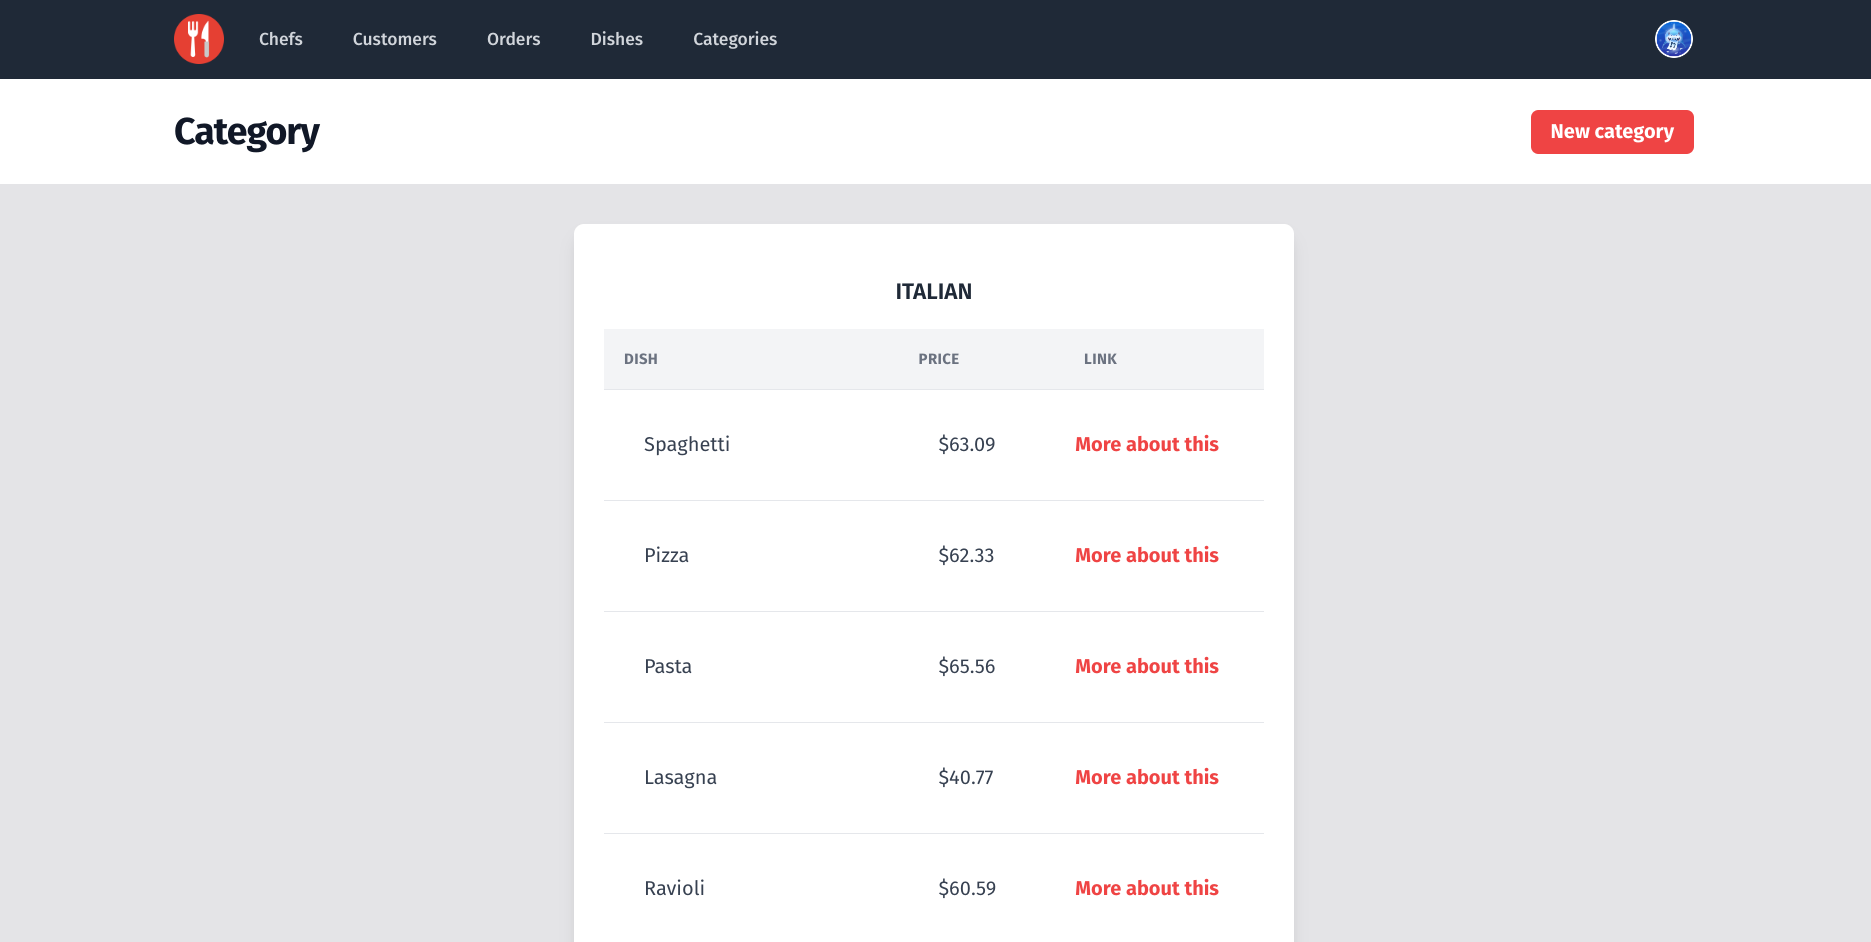 Chefs Customers Orders Dishes Categories
Category New category
ITALIAN
DISH PRICE LINK
Spaghetti $63.09 More about this
Pizza $62.33 More about this
Pasta $65.56 More about this
Lasagna $40.77 More about this
Ravioli $60.59 More about this